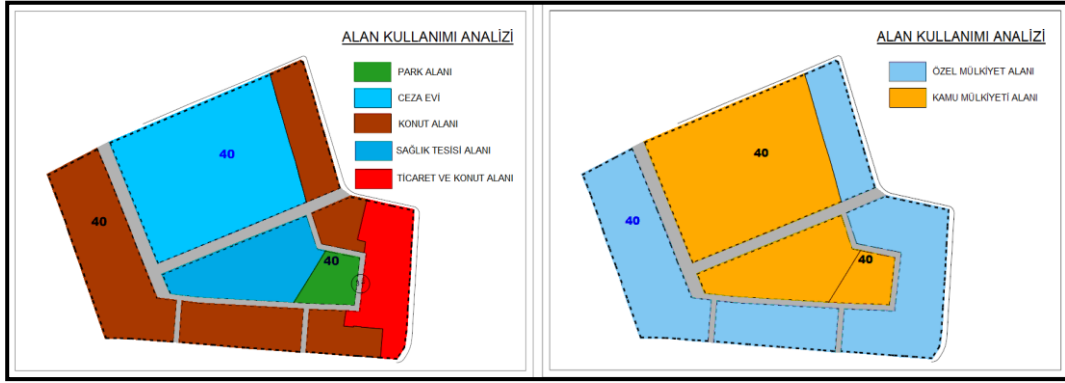 ALAN KULLANIMI ANALİZİ
PARK ALANI
CEZA EVİ
KONUT ALANI
SAĞLIK TESİSİ ALANI
TİCARET VE KONUT ALANI
40
40
40
ALAN KULLANIMI ANALİZİ
ÖZEL MÜLKİYET ALANI
KAMU MÜLKİYETİ ALANI
40
40
40